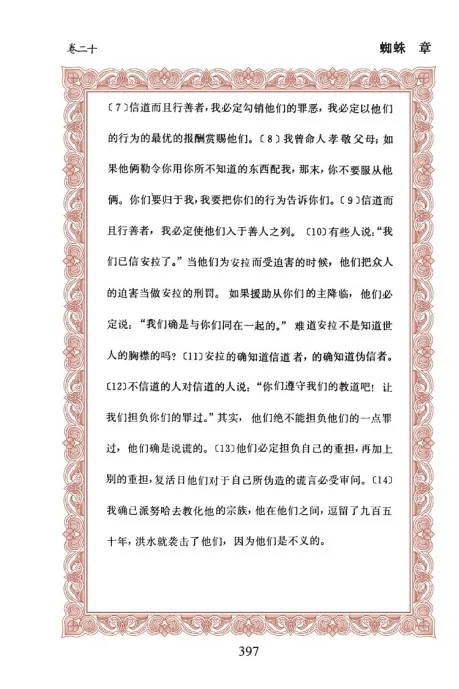 卷二十
蜘蛛 章
〔7〕信道而且行善者，我必定勾销他们的罪恶，我必定以他们
的行为的最优的报酬赏赐他们。〔8〕我曾命人孝敬父母；如
果他俩勒令你用你所不知道的东西配我，那末，你不要服从他
俩。你们要归于我，我要把你们的行为告诉你们。〔9〕信道而
且行善者，我必定使他们入于善人之列。〔10〕有些人说：“我
们已信安拉了。”当他们为安拉而受迫害的时候，他们把众人
的迫害当做安拉的刑罚。如果援助从你们的主降临，他们必
定说：“我们确是与你们同在一起的。” 难道安拉不是知道世
人的胸襟的吗？〔11〕安拉的确知道信道者，的确知道伪信者。
〔12〕不信道的人对信道的人说：“你们遵守我们的教道吧！让
我们担负你们的罪过。”其实，他们绝不能担负他们的一点罪
过，他们确是说谎的。〔13〕他们必定担负自己的重担，再加上
别的重担，复活日他们对于自己所伪造的谎言必受审问。〔14〕
我确已派努哈去教化他的宗族，他在他们之间，逗留了九百五
十年，洪水就袭击了他们，因为他们是不义的。
397